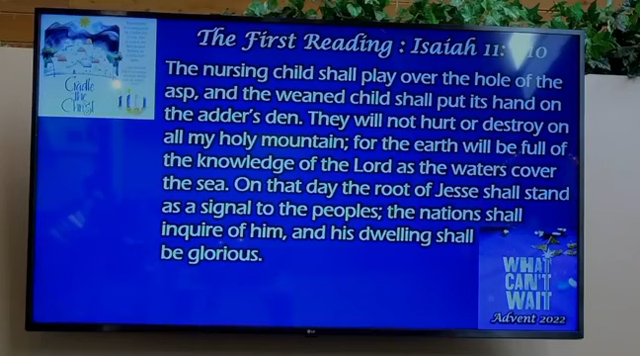 The First Reading : Isaiah 11: 10
The nursing child shall play over the hole of the
asp, and the weaned child shall put its hand on
the adder's den. They will not hurt or destroy on
all my holy mountain; for the earth will be full of
the knowledge of the Lord as the waters cover
the sea. On that day the root of Jesse shall stand
as a signal to the peoples; the nations shall
inquire of him, and his dwelling shall
be glorious.
Cradle
the
Christ
WHAT
CAN'T
WAIT
Advent 2022
LG